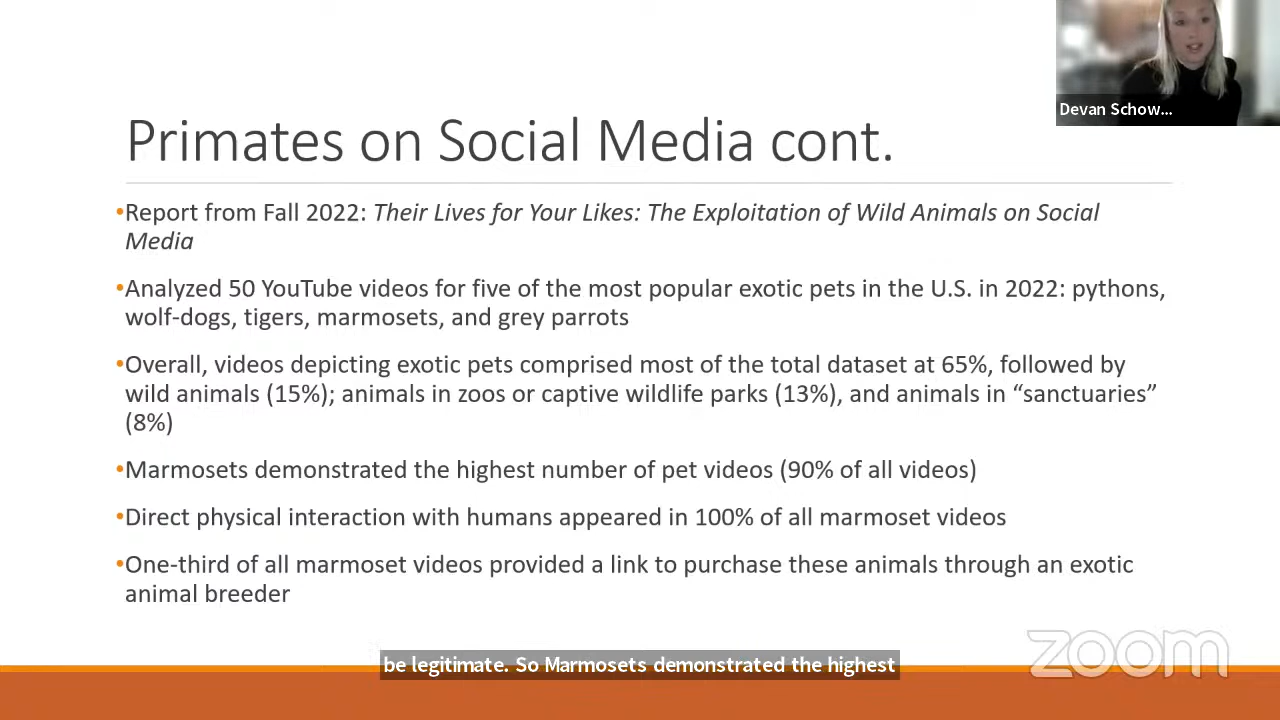 Devan Schow...
Primates on Social Media cont.
•Report from Fall 2022: Their Lives for Your Likes: The Exploitation of Wild Animals on Social
Media
•Analyzed 50 YouTube videos for five of the most popular exotic pets in the U.S. in 2022: pythons,
wolf-dogs, tigers, marmosets, and grey parrots
•Overall, videos depicting exotic pets comprised most of the total dataset at 65%, followed by
wild animals (15%); animals in zoos or captive wildlife parks (13%), and animals in “sanctuaries”
(8%)
•Marmosets demonstrated the highest number of pet videos (90% of all videos)
•Direct physical interaction with humans appeared in 100% of all marmoset videos
•One-third of all marmoset videos provided a link to purchase these animals through an exotic
animal breeder
zoom
be legitimate. So Marmosets demonstrated the highest